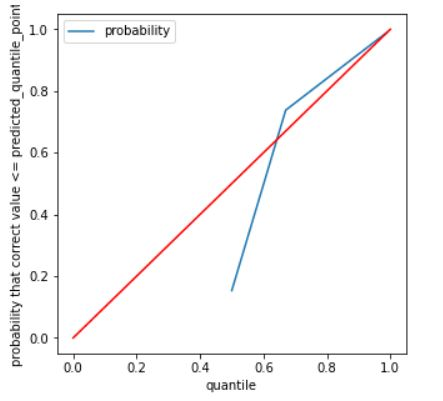 probability
probability that correct value <= predicted_quantile_point
1.0
0.8
0.6
0.4
0.2
0.0
0.0 0.2 0.4 0.6 0.8 1.0
quantile